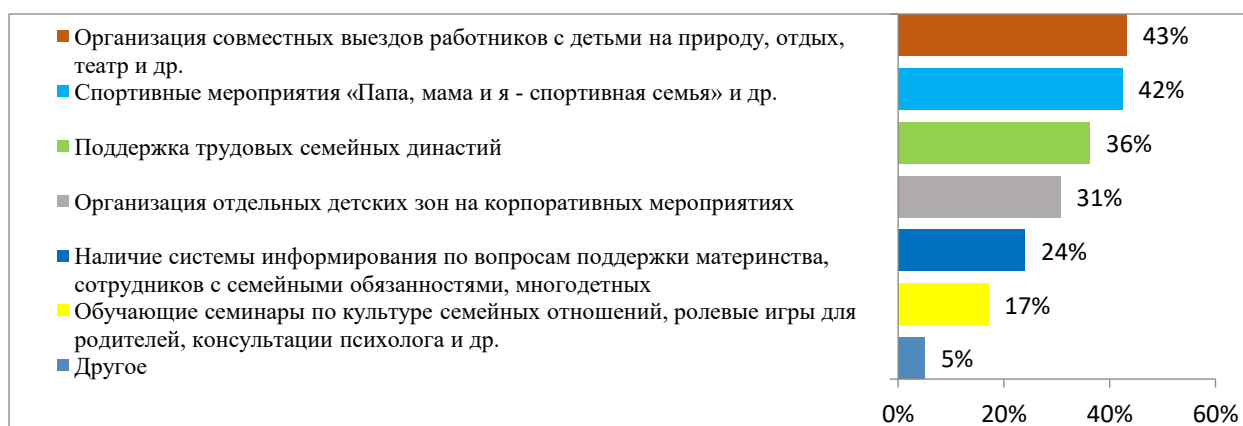 Организация совместных выездов работников с детьми на природу, отдых,
театр и др.
Спортивные мероприятия «Папа, мама и я - спортивная семья» и др.
Поддержка трудовых семейных династий
Организация отдельных детских зон на корпоративных мероприятиях
Наличие системы информирования по вопросам поддержки материнства,
сотрудников с семейными обязанностями, многодетных
Обучающие семинары по культуре семейных отношений, ролевые игры для
родителей, консультации психолога и др.
Другое
43%
42%
36%
31%
24%
17%
5%
0% 20% 40% 60%